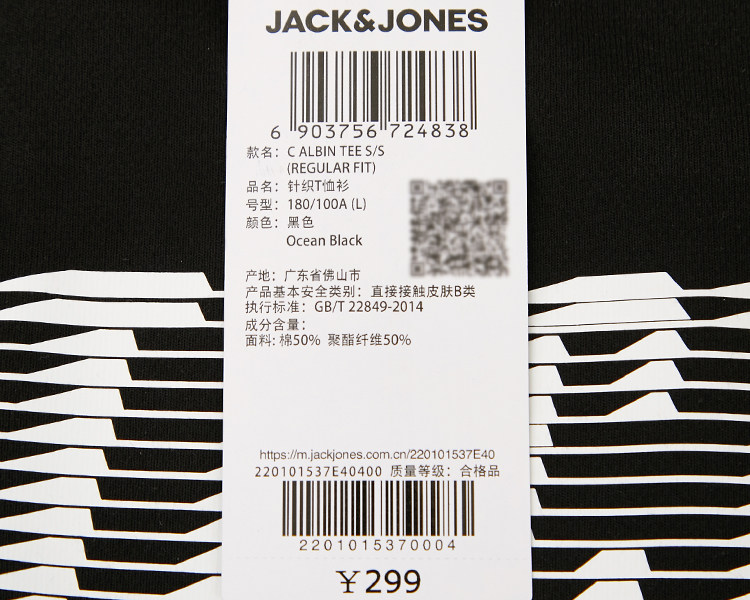 JACK&JONES
6 903756 724838
款名: C ALBIN TEE S/S
(REGULAR FIT)
品名: 针织T恤衫
号型: 180/100A (L)
颜色: 黑色
Ocean Black
产地: 广东省佛山市
产品基本安全类别: 直接接触皮肤B类
执行标准: GB/T 22849-2014
成分含量:
面料: 棉50% 聚酯纤维50%
https://m.jackjones.com.cn/220101537E40
220101537E40400 质量等级: 合格品
2201015370004
￥299